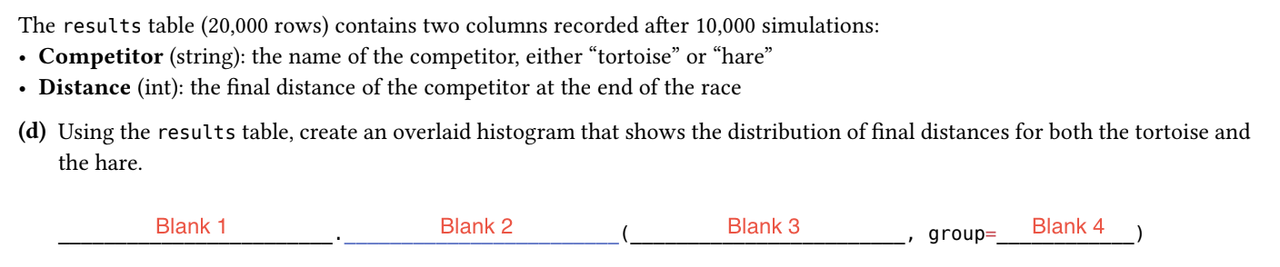 The results table (20,000 rows) contains two columns recorded after 10,000 simulations:
• Competitor (string): the name of the competitor, either “tortoise” or “hare”
• Distance (int): the final distance of the competitor at the end of the race
(d) Using the results table, create an overlaid histogram that shows the distribution of final distances for both the tortoise and
the hare.
Blank 1 . Blank 2 ( Blank 3 , group= Blank 4 )